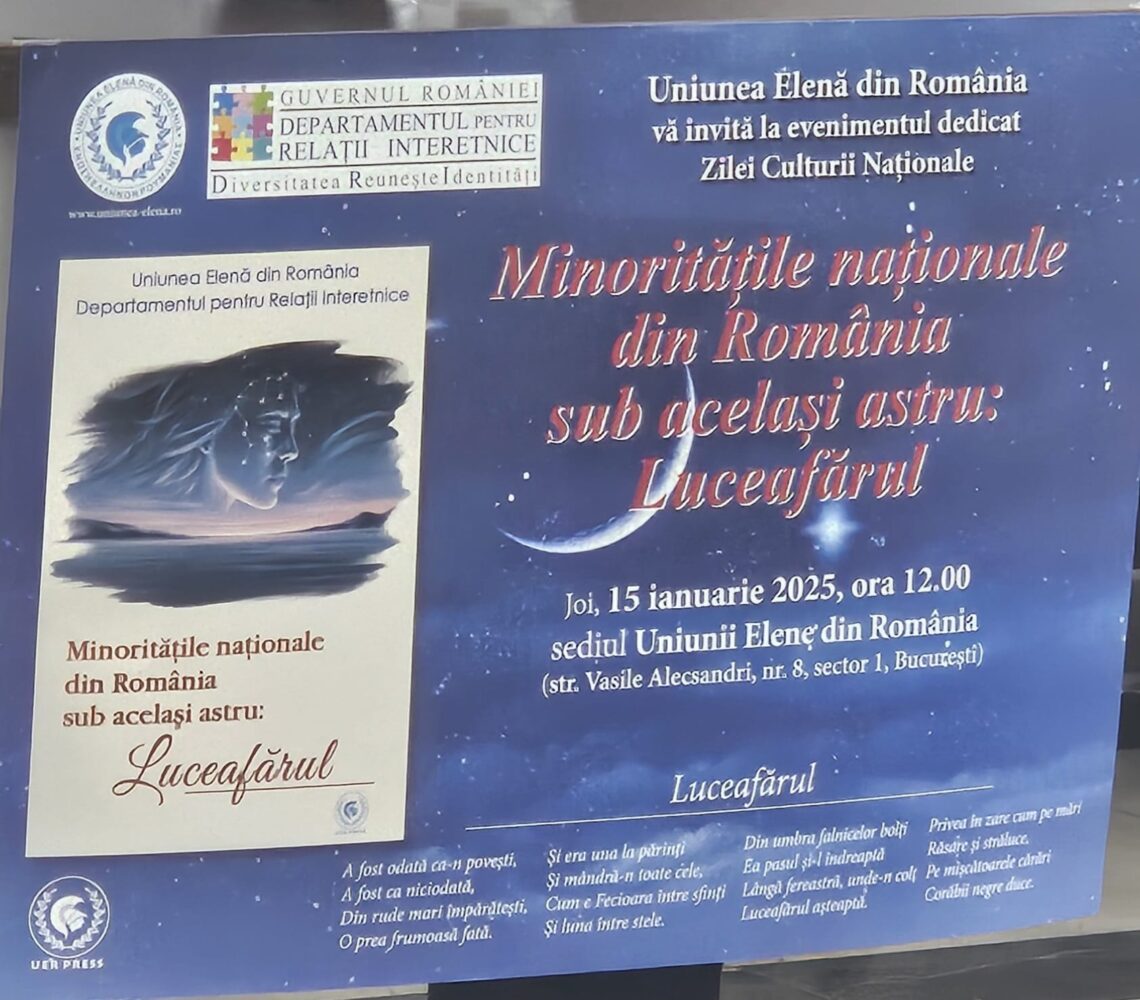 UNIUNEA ELENĂ DIN ROMÂNIA
www.uniunea-elena.ro
GUVERNUL ROMÂNIEI
DEPARTAMENTUL PENTRU
RELAȚII INTERETNICE
Diversitatea Reunește Identități
Uniunea Elenă din România
vă invită la evenimentul dedicat
Zilei Culturii Naționale
Minoritățile naționale
din România
sub același astru:
Luceafărul
Joi, 15 ianuarie 2025, ora 12.00
sediul Uniunii Elene din România
(str. Vasile Alecsandri, nr. 8, sector 1, București)
Uniunea Elenă din România
Departamentul pentru Relații Interetnice
Minoritățile naționale
din România
sub același astru:
Luceafărul
Luceafărul
A fost odată ca-n povești,
A fost ca niciodată,
Din rude mari împărătești,
O prea frumoasă fată.
Și era una la părinți
Și mândră-n toate cele,
Cum e Fecioara între sfinți
Și luna între stele.
Din umbra falnicelor bolți
Ea pasul și-l îndreaptă
Lângă fereastră, unde-n colț
Luceafărul așteaptă.
Privea în zare cum pe mări
Răsare și străluce,
Pe mișcătoarele cărări
Corăbii negre duce.
UER PRESS